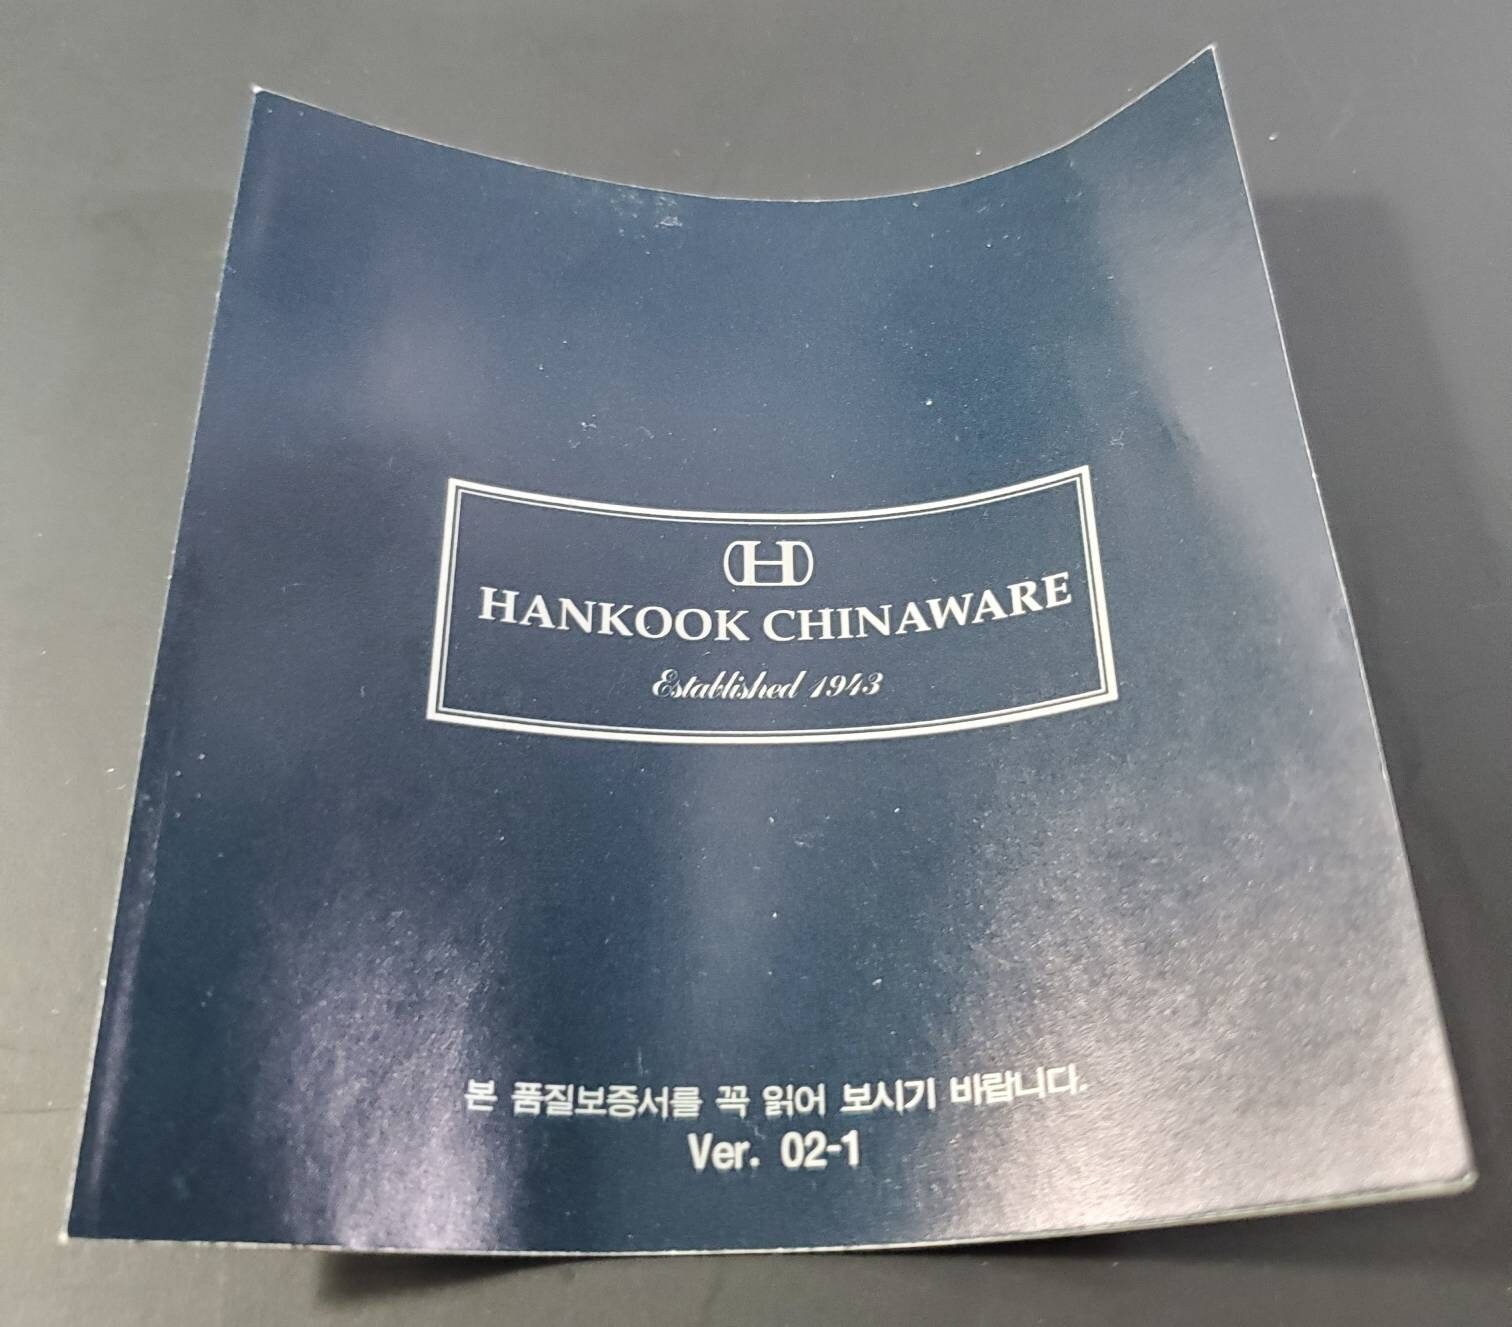 H
HANKOOK CHINAWARE
Established 1943
본 품질보증서를 꼭 읽어 보시기 바랍니다.
Ver. 02-1